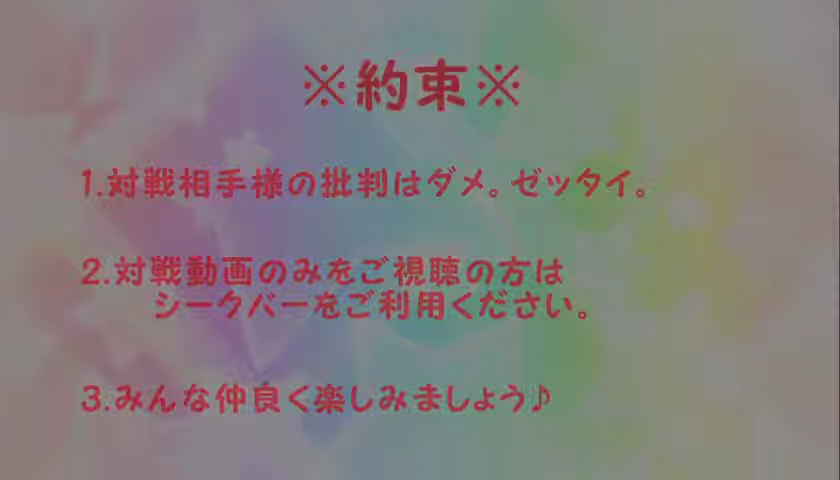 ※約束※
1.対戦相手様の批判はダメ。ゼッタイ。
2.対戦動画のみをご視聴の方は
シークバーをご利用ください。
3.みんな仲良く楽しみましょう♪